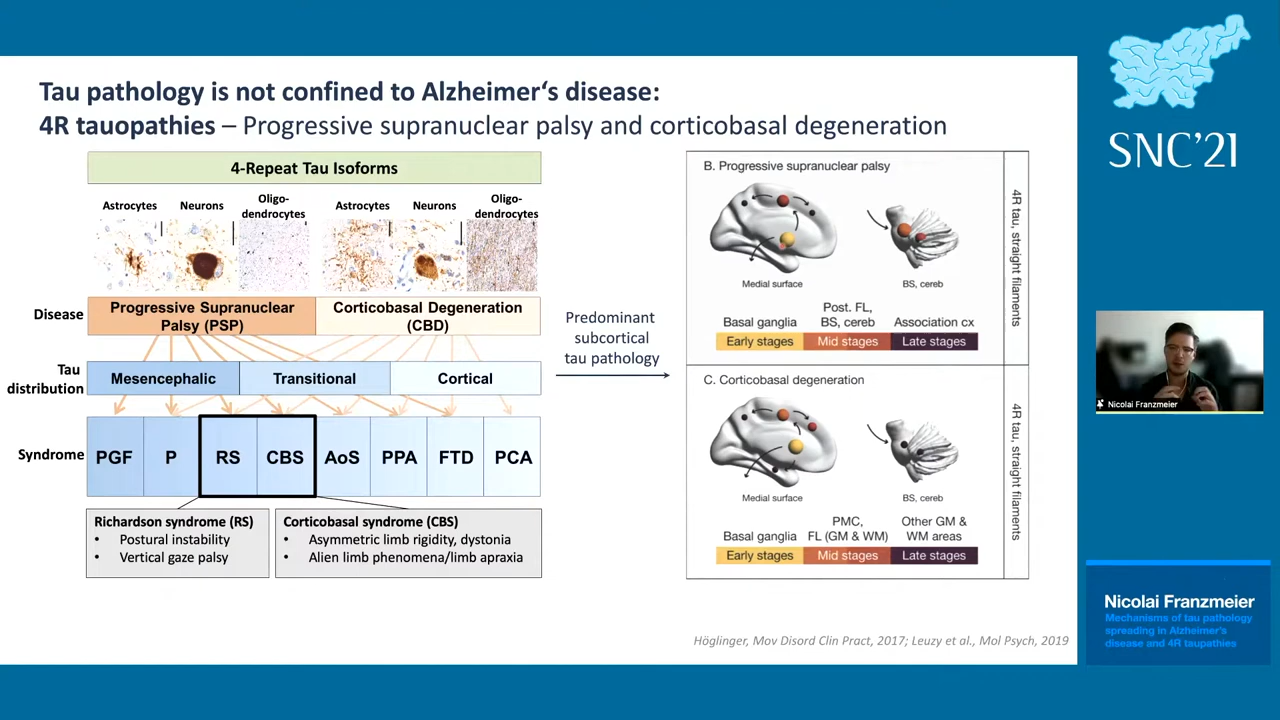 Tau pathology is not confined to Alzheimer‘s disease:
4R tauopathies – Progressive supranuclear palsy and corticobasal degeneration
4-Repeat Tau Isoforms
Astrocytes
Neurons
Oligo-
dendrocytes
Astrocytes
Neurons
Oligo-
dendrocytes
Disease
Progressive Supranuclear
Palsy (PSP)
Corticobasal Degeneration
(CBD)
Tau
distribution
Mesencephalic
Transitional
Cortical
Syndrome
PGF
P
RS
CBS
AoS
PPA
FTD
PCA
Richardson syndrome (RS)
• Postural instability
• Vertical gaze palsy
Corticobasal syndrome (CBS)
• Asymmetric limb rigidity, dystonia
• Alien limb phenomena/limb apraxia
Predominant
subcortical
tau pathology
B. Progressive supranuclear palsy
Medial surface
BS, cereb
Basal ganglia
Post. FL,
BS, cereb
Association cx
Early stages
Mid stages
Late stages
4R tau, straight filaments
C. Corticobasal degeneration
Medial surface
BS, cereb
Basal ganglia
PMC,
FL (GM & WM)
Other GM &
WM areas
Early stages
Mid stages
Late stages
4R tau, straight filaments
Höglinger, Mov Disord Clin Pract, 2017; Leuzy et al., Mol Psych, 2019
SNC’21
Nicolai Franzmeier
Nicolai Franzmeier
Mechanisms of tau pathology
spreading in Alzheimer's
disease and 4R taupathies